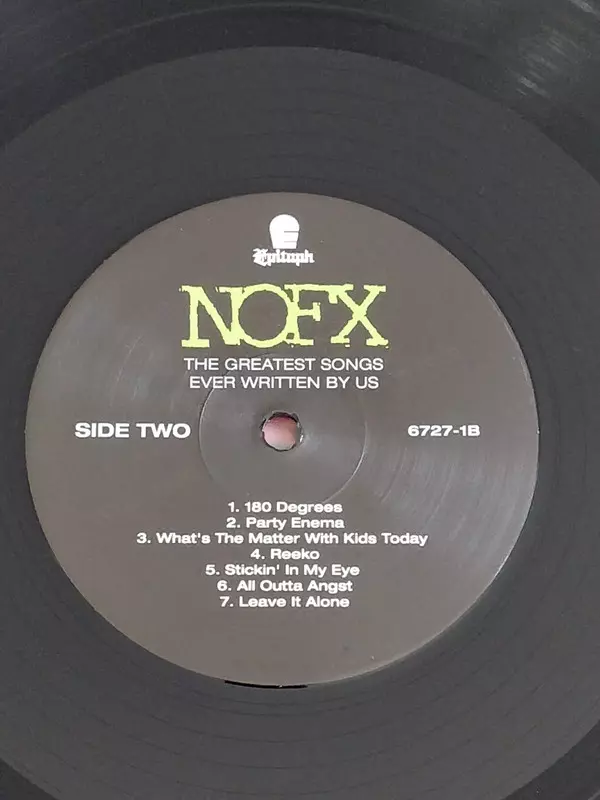 Epitaph
NOFX
THE GREATEST SONGS
EVER WRITTEN BY US
SIDE TWO
6727-1B
1. 180 Degrees
2. Party Enema
3. What's The Matter With Kids Today
4. Reeko
5. Stickin' In My Eye
6. All Outta Angst
7. Leave It Alone